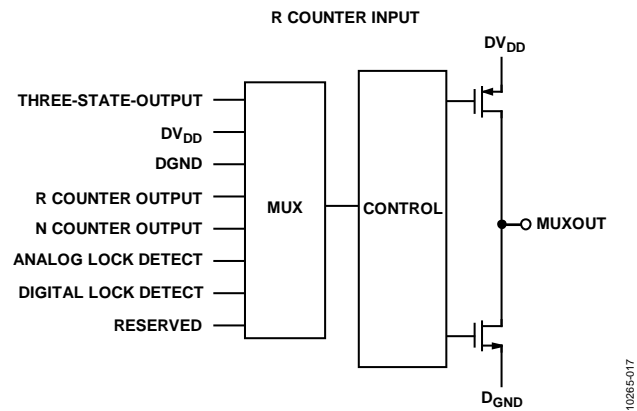 R COUNTER INPUT
DVDD
THREE-STATE-OUTPUT
DVDD
DGND
R COUNTER OUTPUT
N COUNTER OUTPUT
ANALOG LOCK DETECT
DIGITAL LOCK DETECT
RESERVED
MUX
CONTROL
MUXOUT
DGND
10265-017